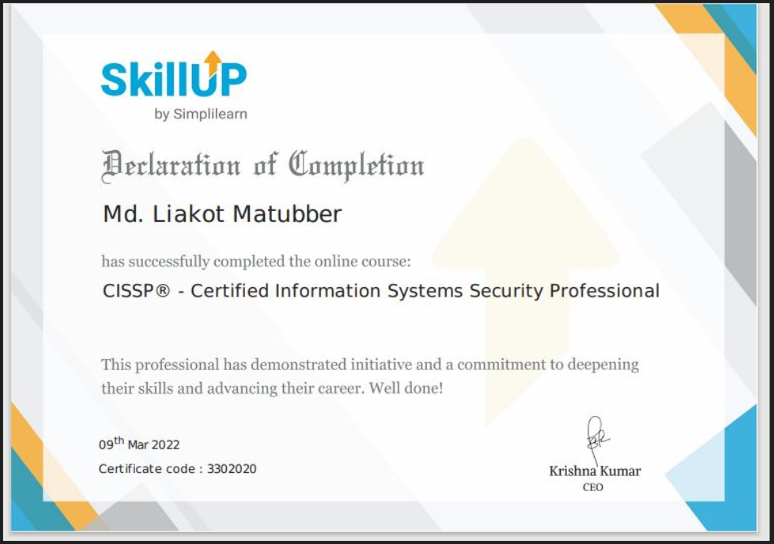 SkillUP
by Simplilearn
Declaration of Completion
Md. Liakot Matubber
has successfully completed the online course:
CISSP® - Certified Information Systems Security Professional
This professional has demonstrated initiative and a commitment to deepening
their skills and advancing their career. Well done!
09th Mar 2022
Certificate code : 3302020
Krishna Kumar
CEO